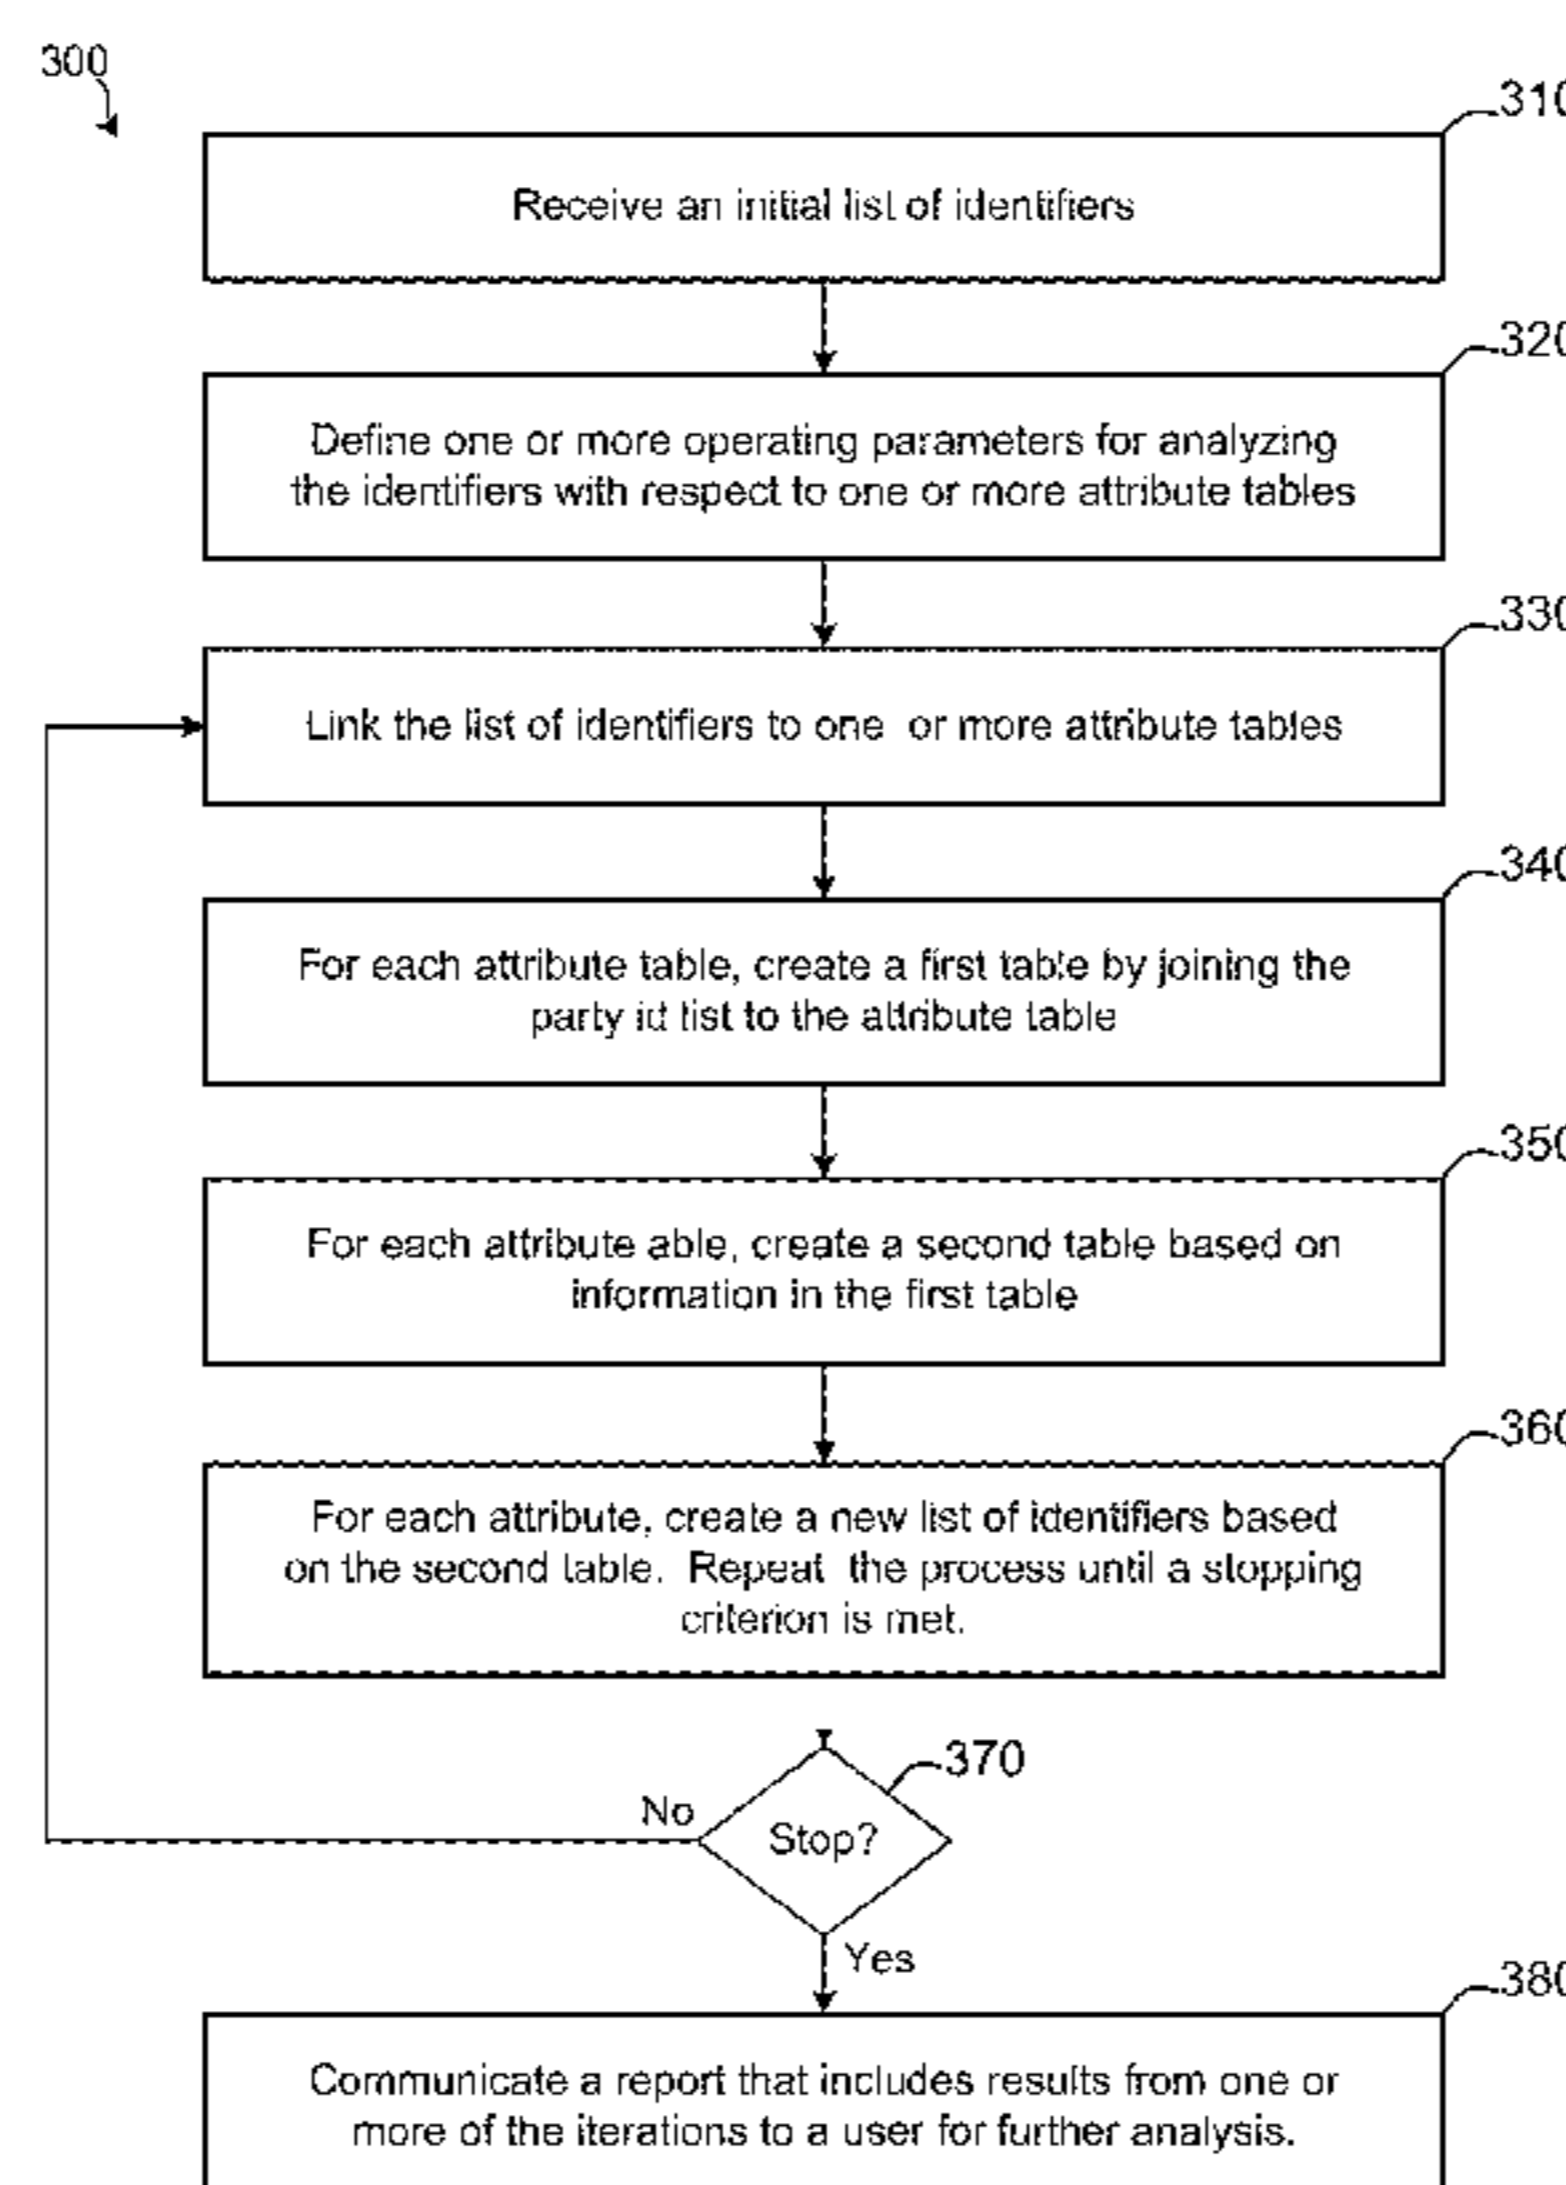 300
310
Receive an initial list of identifiers
320
Define one or more operating parameters for analyzing
the identifiers with respect to one or more attribute tables
330
Link the list of identifiers to one or more attribute tables
340
For each attribute table, create a first table by joining the
party id list to the attribute table
350
For each attribute able, create a second table based on
information in the first table
360
For each attribute, create a new list of identifiers based
on the second table. Repeat the process until a stopping
criterion is met.
370
No
Stop?
Yes
380
Communicate a report that includes results from one or
more of the iterations to a user for further analysis.